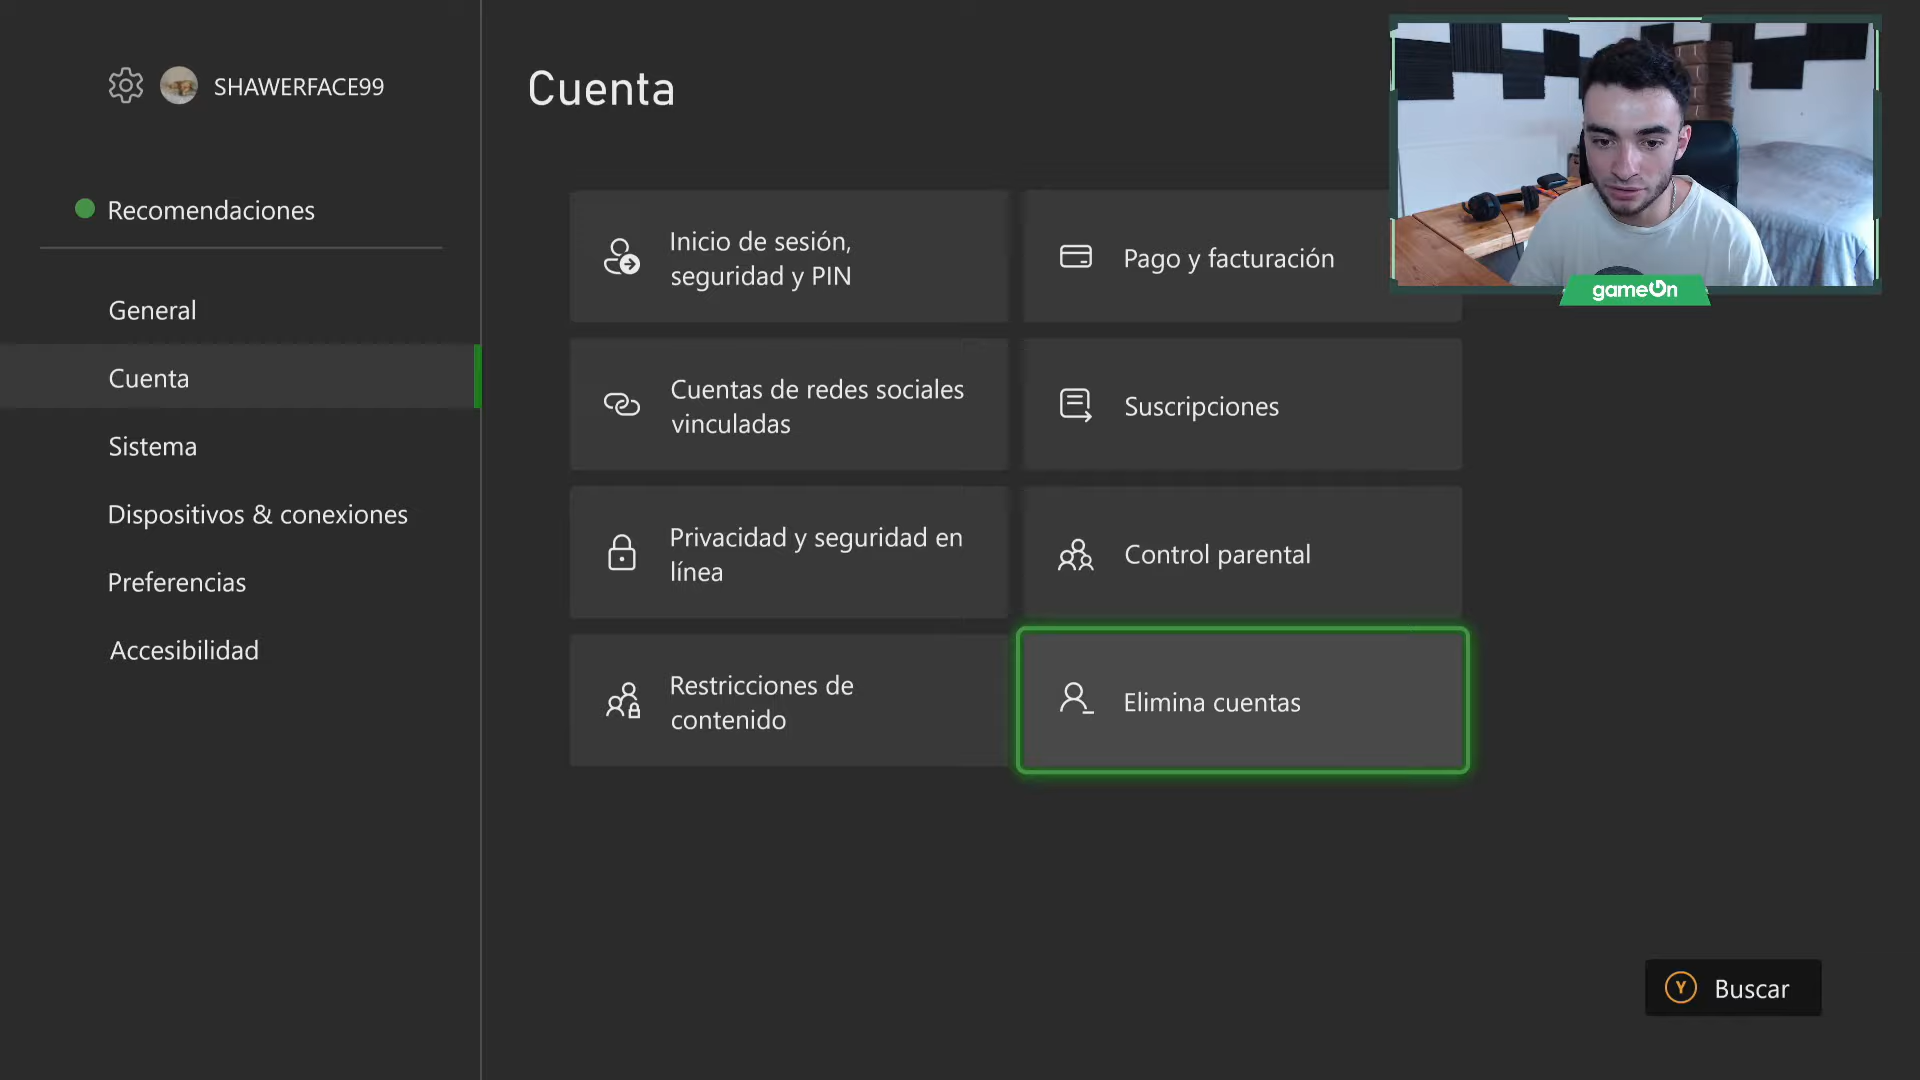 SHAWERFACE99
Recomendaciones
General
Cuenta
Sistema
Dispositivos & conexiones
Preferencias
Accesibilidad
Cuenta
Inicio de sesión,
seguridad y PIN
Pago y facturación
Cuentas de redes sociales
vinculadas
Suscripciones
Privacidad y seguridad en
línea
Control parental
Restricciones de
contenido
Elimina cuentas
gameOn
Y Buscar